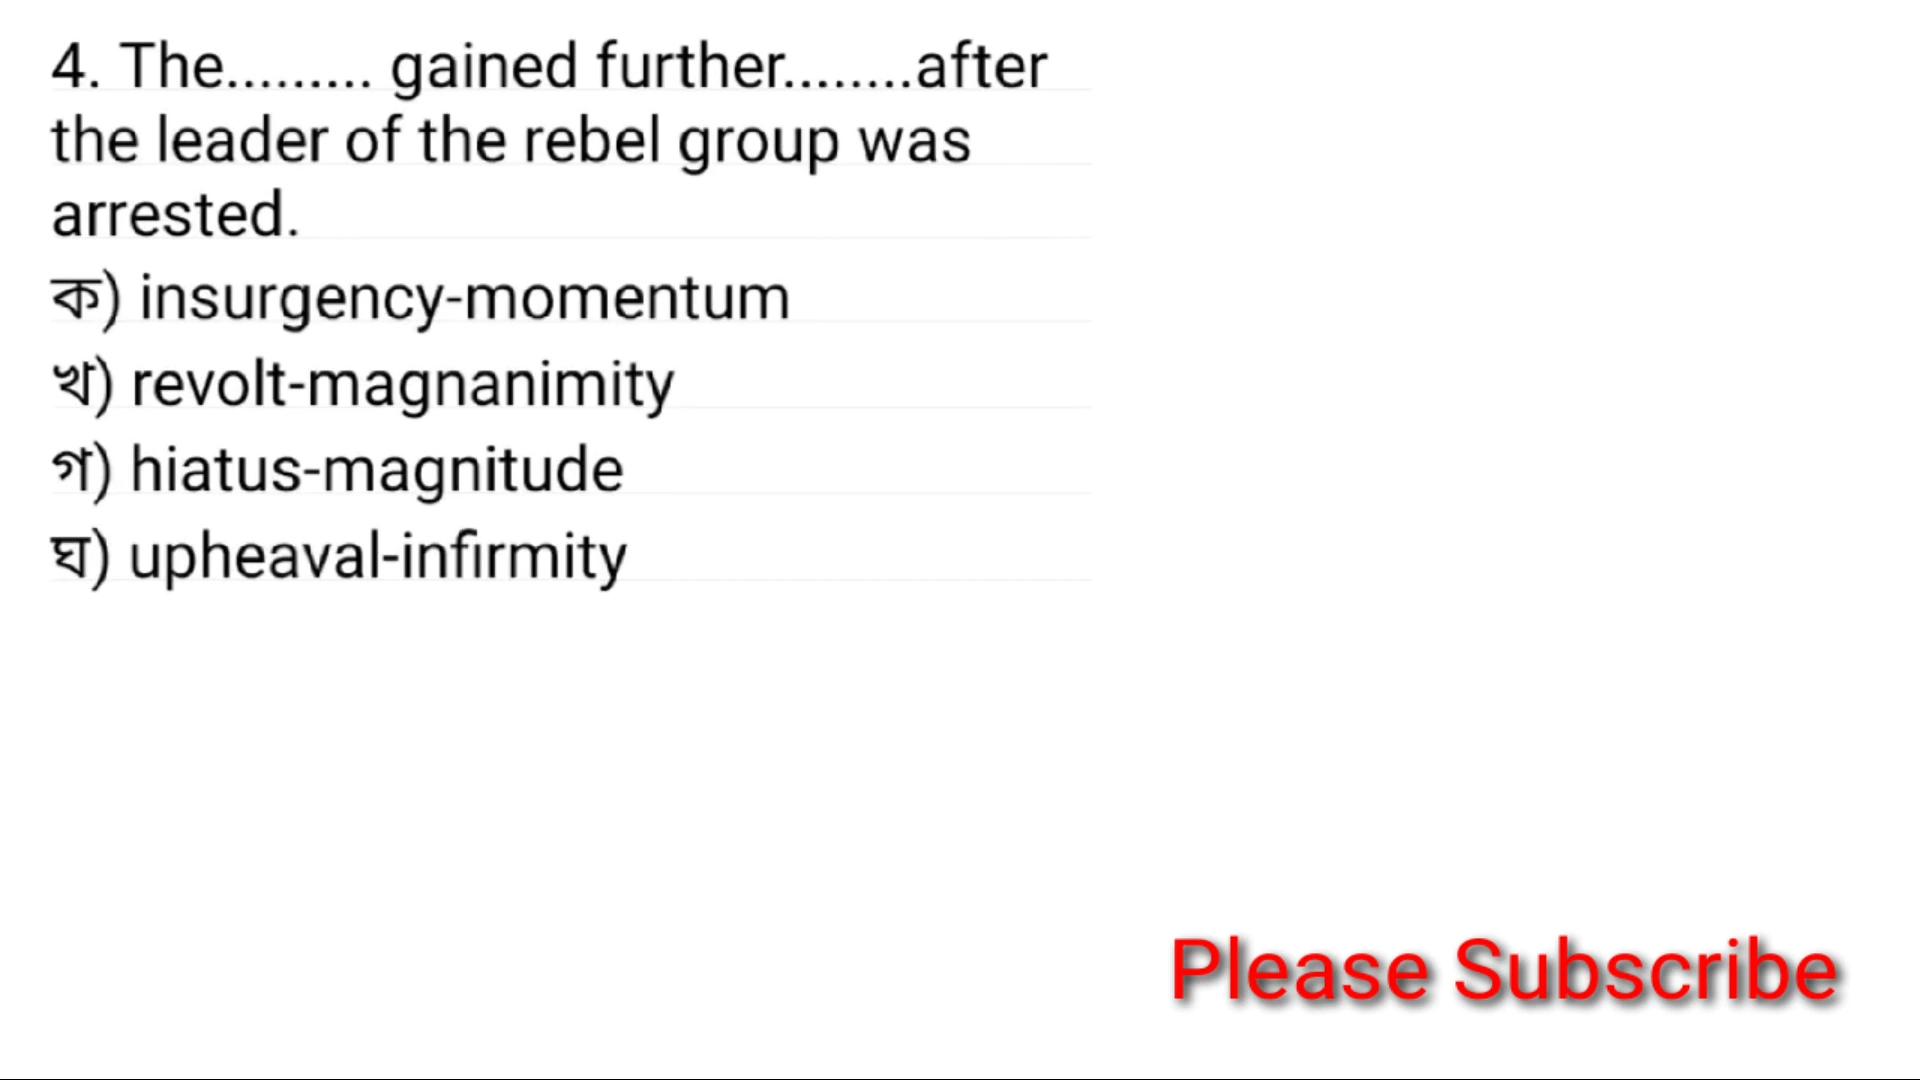 4. The......... gained further........after
the leader of the rebel group was
arrested.
ক) insurgency-momentum
খ) revolt-magnanimity
গ) hiatus-magnitude
ঘ) upheaval-infirmity
Please Subscribe